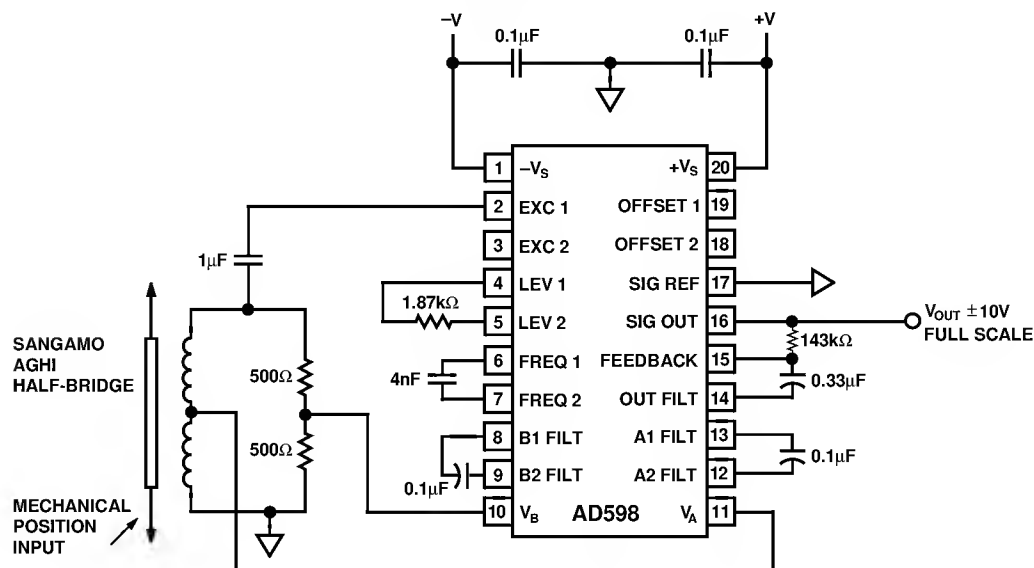 –V
+V
0.1µF
0.1µF
1 –VS
+VS 20
2 EXC 1
OFFSET 1 19
3 EXC 2
OFFSET 2 18
1µF
4 LEV 1
SIG REF 17
1.87kΩ
5 LEV 2
SIG OUT 16
VOUT ±10V
FULL SCALE
143kΩ
SANGAMO
AGHI
HALF-BRIDGE
500Ω
6 FREQ 1
FEEDBACK 15
4nF
0.33µF
7 FREQ 2
OUT FILT 14
500Ω
8 B1 FILT
A1 FILT 13
0.1µF
9 B2 FILT
A2 FILT 12
0.1µF
MECHANICAL
POSITION
INPUT
10 VB
AD598
VA 11